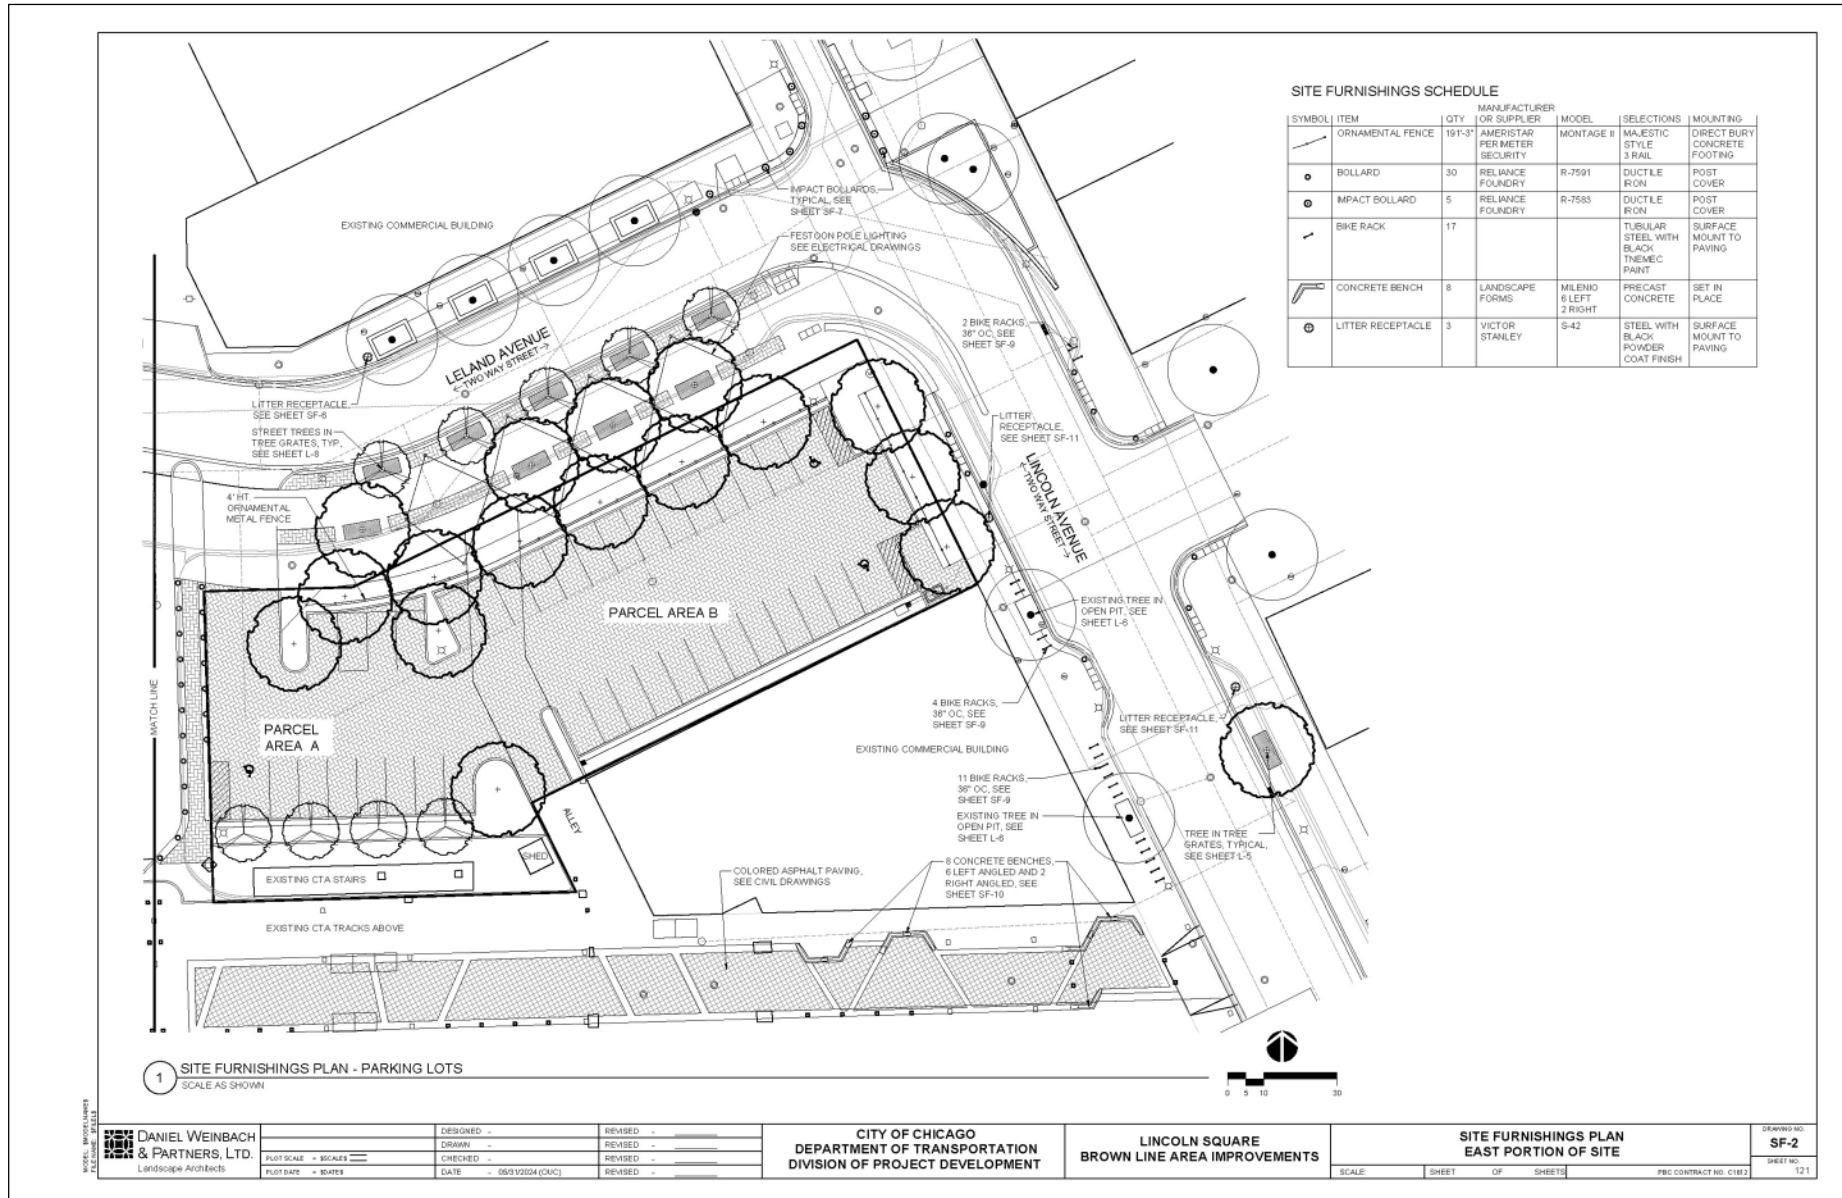 SITE FURNISHINGS SCHEDULE
SYMBOL ITEM QTY MANUFACTURER OR SUPPLIER MODEL SELECTIONS MOUNTING
ORNAMENTAL FENCE 191'-3" AMERISTAR PERIMETER SECURITY MONTAGE II MAJESTIC STYLE 3 RAIL DIRECT BURY CONCRETE FOOTING
BOLLARD 30 RELIANCE FOUNDRY R-7591 DUCTILE IRON POST COVER
IMPACT BOLLARD 5 RELIANCE FOUNDRY R-7583 DUCTILE IRON POST COVER
BIKE RACK 17 TUBULAR STEEL WITH BLACK TNEMEC PAINT SURFACE MOUNT TO PAVING
CONCRETE BENCH 8 LANDSCAPE FORMS MILENIO 6 LEFT 2 RIGHT PRECAST CONCRETE SET IN PLACE
LITTER RECEPTACLE 3 VICTOR STANLEY S-42 STEEL WITH BLACK POWDER COAT FINISH SURFACE MOUNT TO PAVING
IMPACT BOLLARDS,
TYPICAL, SEE
SHEET SF-7
EXISTING COMMERCIAL BUILDING
FESTOON POLE LIGHTING
SEE ELECTRICAL DRAWINGS
2 BIKE RACKS,
36" OC, SEE
SHEET SF-9
LELAND AVENUE
TWO WAY STREET
LITTER RECEPTACLE,
SEE SHEET SF-6
STREET TREES IN
TREE GRATES, TYP,
SEE SHEET L-8
LITTER
RECEPTACLE,
SEE SHEET SF-11
LINCOLN AVENUE
TWO WAY STREET
4' HT.
ORNAMENTAL
METAL FENCE
PARCEL AREA B
EXISTING TREE IN
OPEN PIT, SEE
SHEET L-6
MATCH LINE
4 BIKE RACKS,
36" OC, SEE
SHEET SF-9
LITTER RECEPTACLE,
SEE SHEET SF-11
PARCEL
AREA A
EXISTING COMMERCIAL BUILDING
11 BIKE RACKS,
36" OC, SEE
SHEET SF-9
EXISTING TREE IN
OPEN PIT, SEE
SHEET L-6
ALLEY
TREE IN TREE
GRATES, TYPICAL,
SEE SHEET L-5
SHED
EXISTING CTA STAIRS
COLORED ASPHALT PAVING,
SEE CIVIL DRAWINGS
8 CONCRETE BENCHES,
6 LEFT ANGLED AND 2
RIGHT ANGLED, SEE
SHEET SF-10
EXISTING CTA TRACKS ABOVE
1 SITE FURNISHINGS PLAN - PARKING LOTS
SCALE AS SHOWN
0 5 10 30
MODEL: $MODELNAME$
FILE NAME: $FILEL$
DANIEL WEINBACH
& PARTNERS, LTD.
Landscape Architects
PLOT SCALE = $SCALE$
PLOT DATE = $DATE$
DESIGNED -
DRAWN -
CHECKED -
DATE - 05/31/2024 (OUC)
REVISED -
REVISED -
REVISED -
REVISED -
CITY OF CHICAGO
DEPARTMENT OF TRANSPORTATION
DIVISION OF PROJECT DEVELOPMENT
LINCOLN SQUARE
BROWN LINE AREA IMPROVEMENTS
SITE FURNISHINGS PLAN
EAST PORTION OF SITE
SCALE: SHEET OF SHEETS PBC CONTRACT NO. C1812
DRAWING NO.
SF-2
SHEET NO.
121